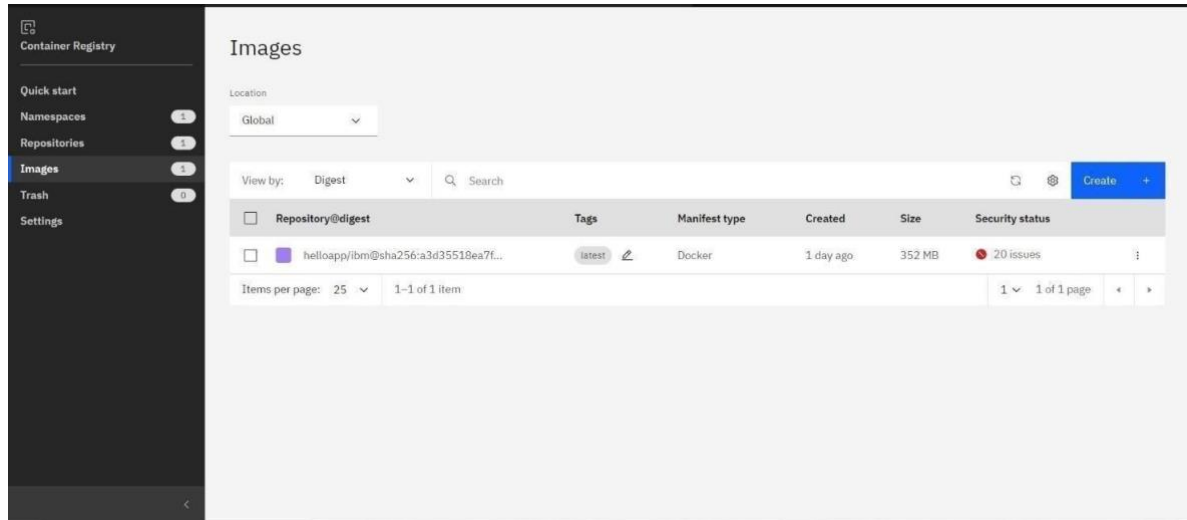 Container Registry
Quick start
Namespaces 1
Repositories 1
Images 1
Trash 0
Settings
Images
Location
Global
View by: Digest Search Create +
Repository@digest Tags Manifest type Created Size Security status
helloapp/ibm@sha256:a3d35518ea7f... latest Docker 1 day ago 352 MB 20 issues
Items per page: 25 1–1 of 1 item 1 1 of 1 page